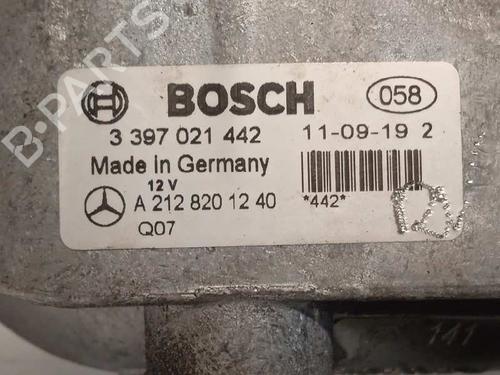 BOSCH
058
3 397 021 442
11-09-19 2
Made in Germany
12 V
A 212 820 12 40
*442*
Q07
141
B-PARTS